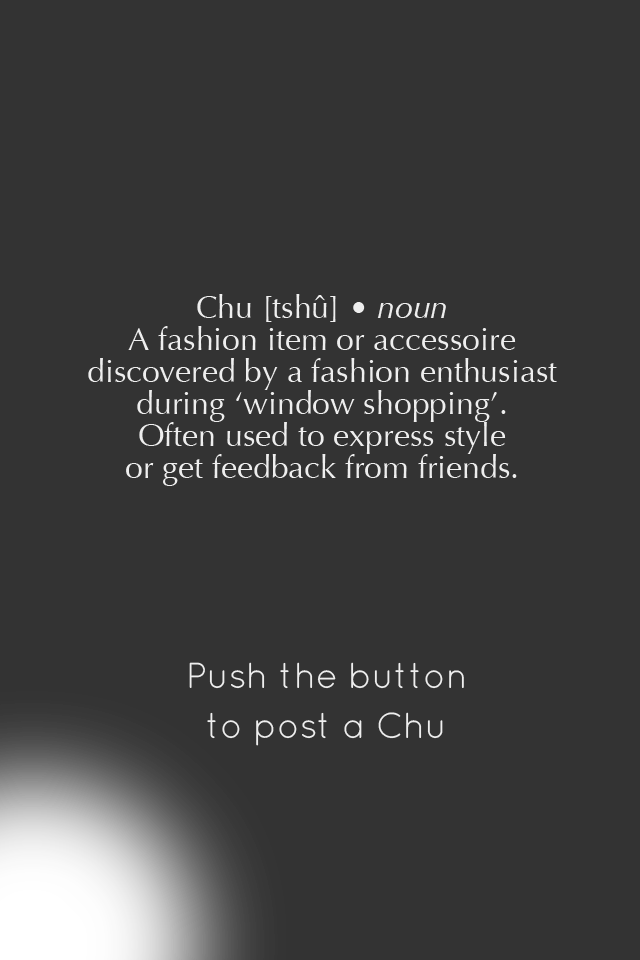 Chu [tshû] • noun
A fashion item or accessoire
discovered by a fashion enthusiast
during ‘window shopping’.
Often used to express style
or get feedback from friends.
Push the button
to post a Chu